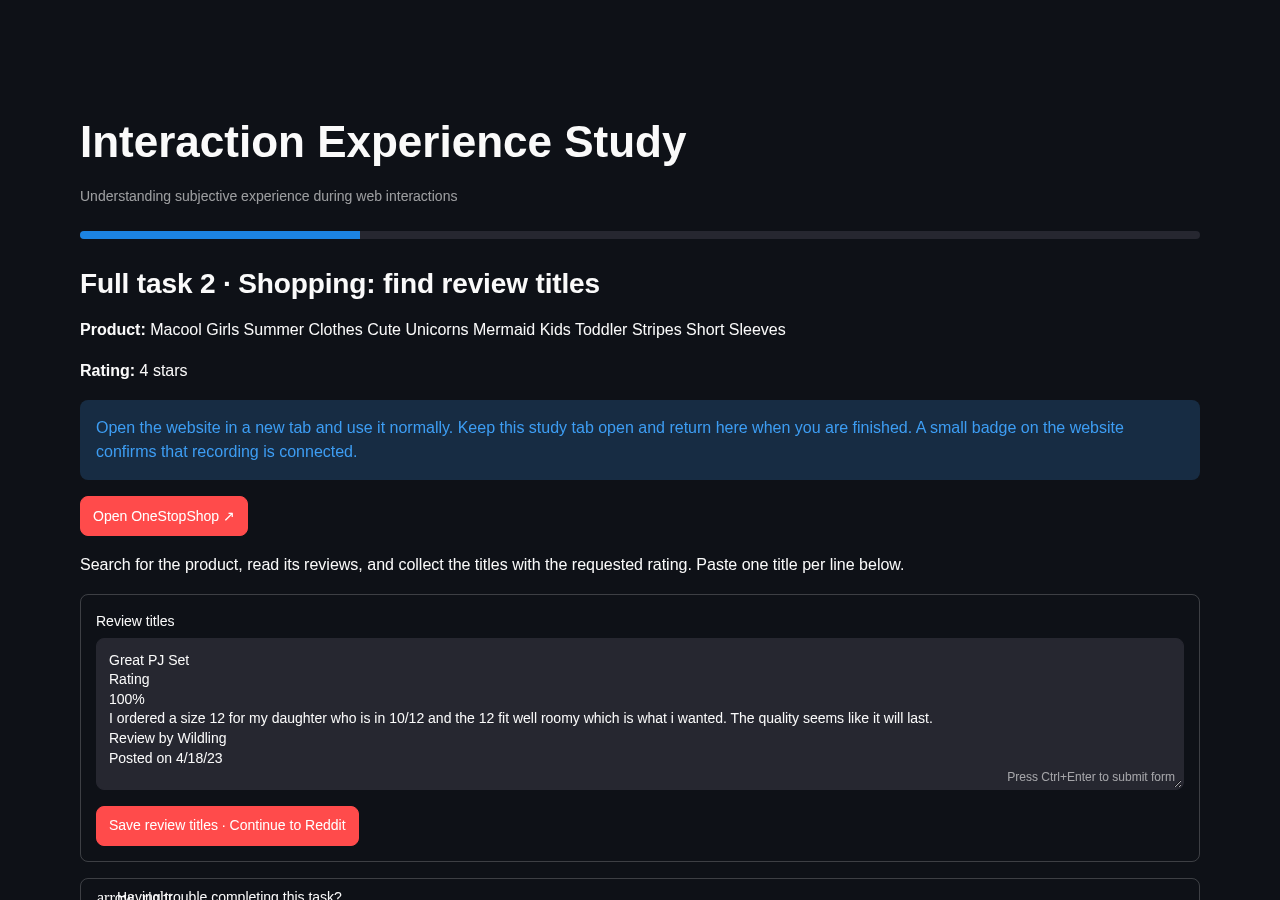 Interaction Experience Study
Understanding subjective experience during web interactions
Full task 2 · Shopping: find review titles
Product: Macool Girls Summer Clothes Cute Unicorns Mermaid Kids Toddler Stripes Short Sleeves
Rating: 4 stars
Open the website in a new tab and use it normally. Keep this study tab open and return here when you are finished. A small badge on the website
confirms that recording is connected.
Open OneStopShop ↗
Search for the product, read its reviews, and collect the titles with the requested rating. Paste one title per line below.
Review titles
Great PJ Set
Rating
100%
I ordered a size 12 for my daughter who is in 10/12 and the 12 fit well roomy which is what i wanted. The quality seems like it will last.
Review by Wildling
Posted on 4/18/23
Press Ctrl+Enter to submit form
Save review titles · Continue to Reddit
Having trouble completing this task?